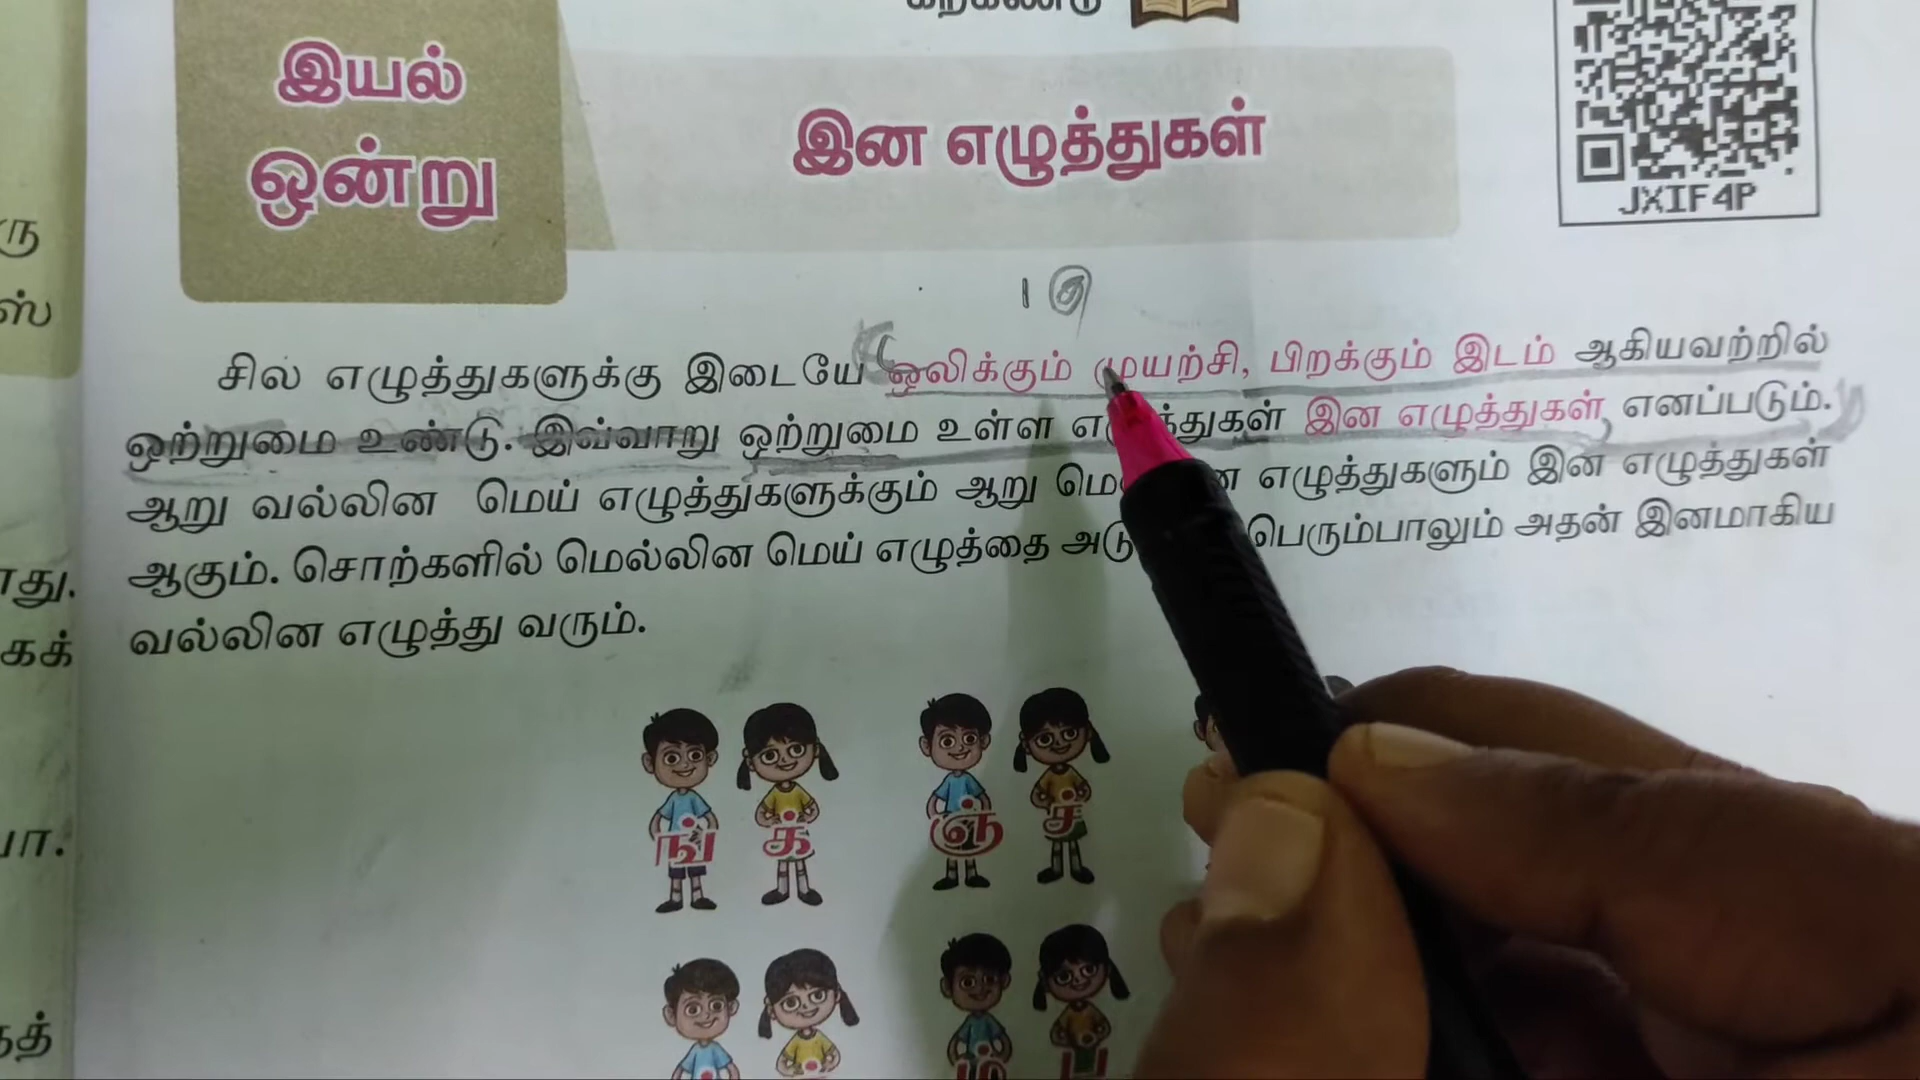 கற்கண்டு
இயல்
ஒன்று
இன எழுத்துகள்
JXIF4P
சில எழுத்துகளுக்கு இடையே ஒலிக்கும் முயற்சி, பிறக்கும் இடம் ஆகியவற்றில்
ஒற்றுமை உண்டு. இவ்வாறு ஒற்றுமை உள்ள எழுத்துகள் இன எழுத்துகள் எனப்படும்.
ஆறு வல்லின மெய் எழுத்துகளுக்கும் ஆறு எழுத்துகளும் இன எழுத்துகள்
ஆகும். சொற்களில் மெல்லின மெய் எழுத்தை பெரும்பாலும் அதன் இனமாகிய
வல்லின எழுத்து வரும்.
ங் க் ஞ் ச்
ம் ப்